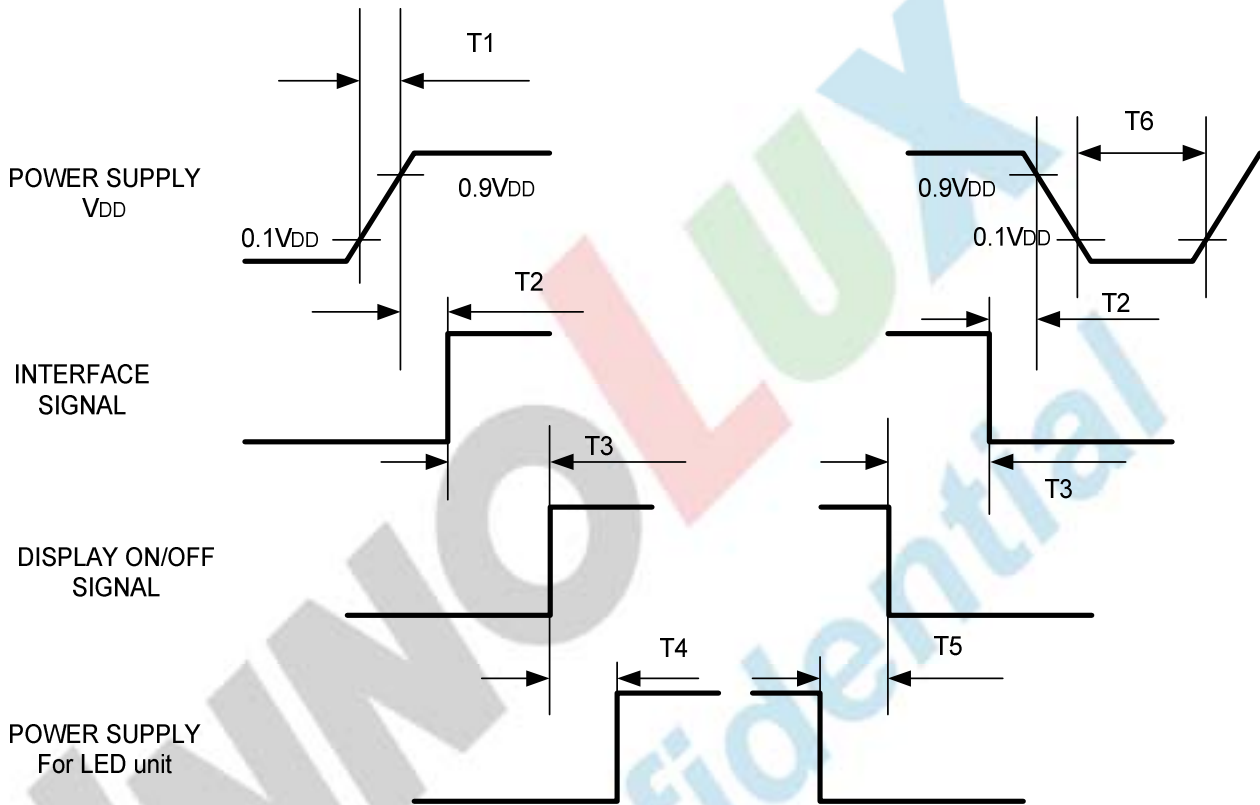 T1
T6
POWER SUPPLY
VDD
0.9VDD
0.1VDD
0.9VDD
0.1VDD
T2
T2
INTERFACE
SIGNAL
T3
T3
DISPLAY ON/OFF
SIGNAL
T4
T5
POWER SUPPLY
For LED unit
INNOLUX
fidential